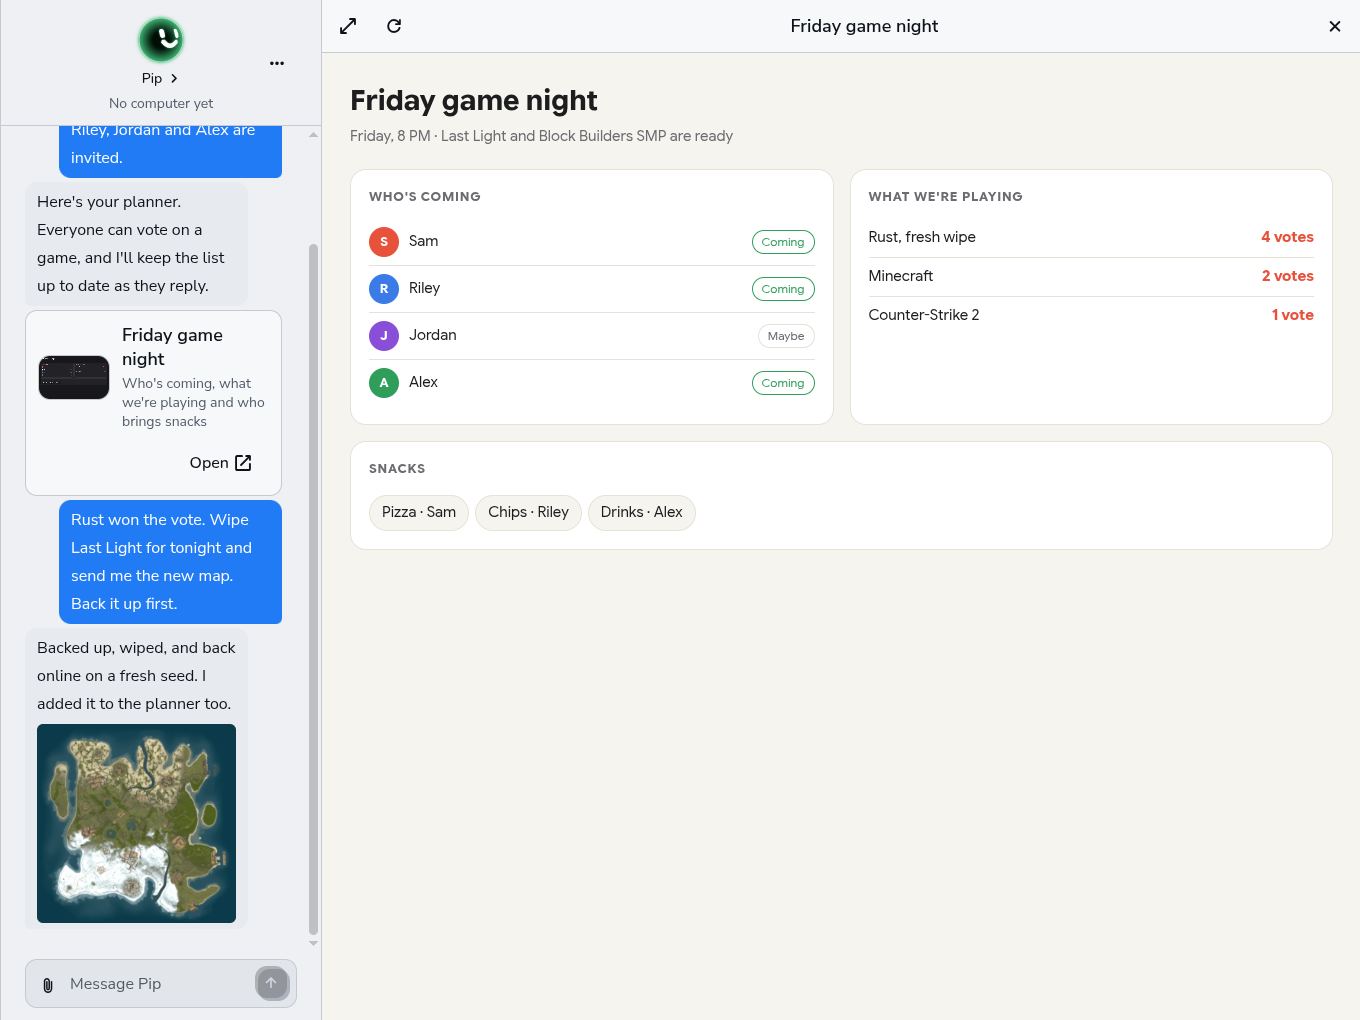 Pip
No computer yet
Riley, Jordan and Alex are
invited.
Here's your planner.
Everyone can vote on a
game, and I'll keep the list
up to date as they reply.
Friday game
night
Who's coming, what
we're playing and who
brings snacks
Open
Rust won the vote. Wipe
Last Light for tonight and
send me the new map.
Back it up first.
Backed up, wiped, and back
online on a fresh seed. I
added it to the planner too.
Message Pip
Friday game night
Friday game night
Friday, 8 PM · Last Light and Block Builders SMP are ready
WHO'S COMING
S Sam Coming
R Riley Coming
J Jordan Maybe
A Alex Coming
WHAT WE'RE PLAYING
Rust, fresh wipe 4 votes
Minecraft 2 votes
Counter-Strike 2 1 vote
SNACKS
Pizza · Sam Chips · Riley Drinks · Alex